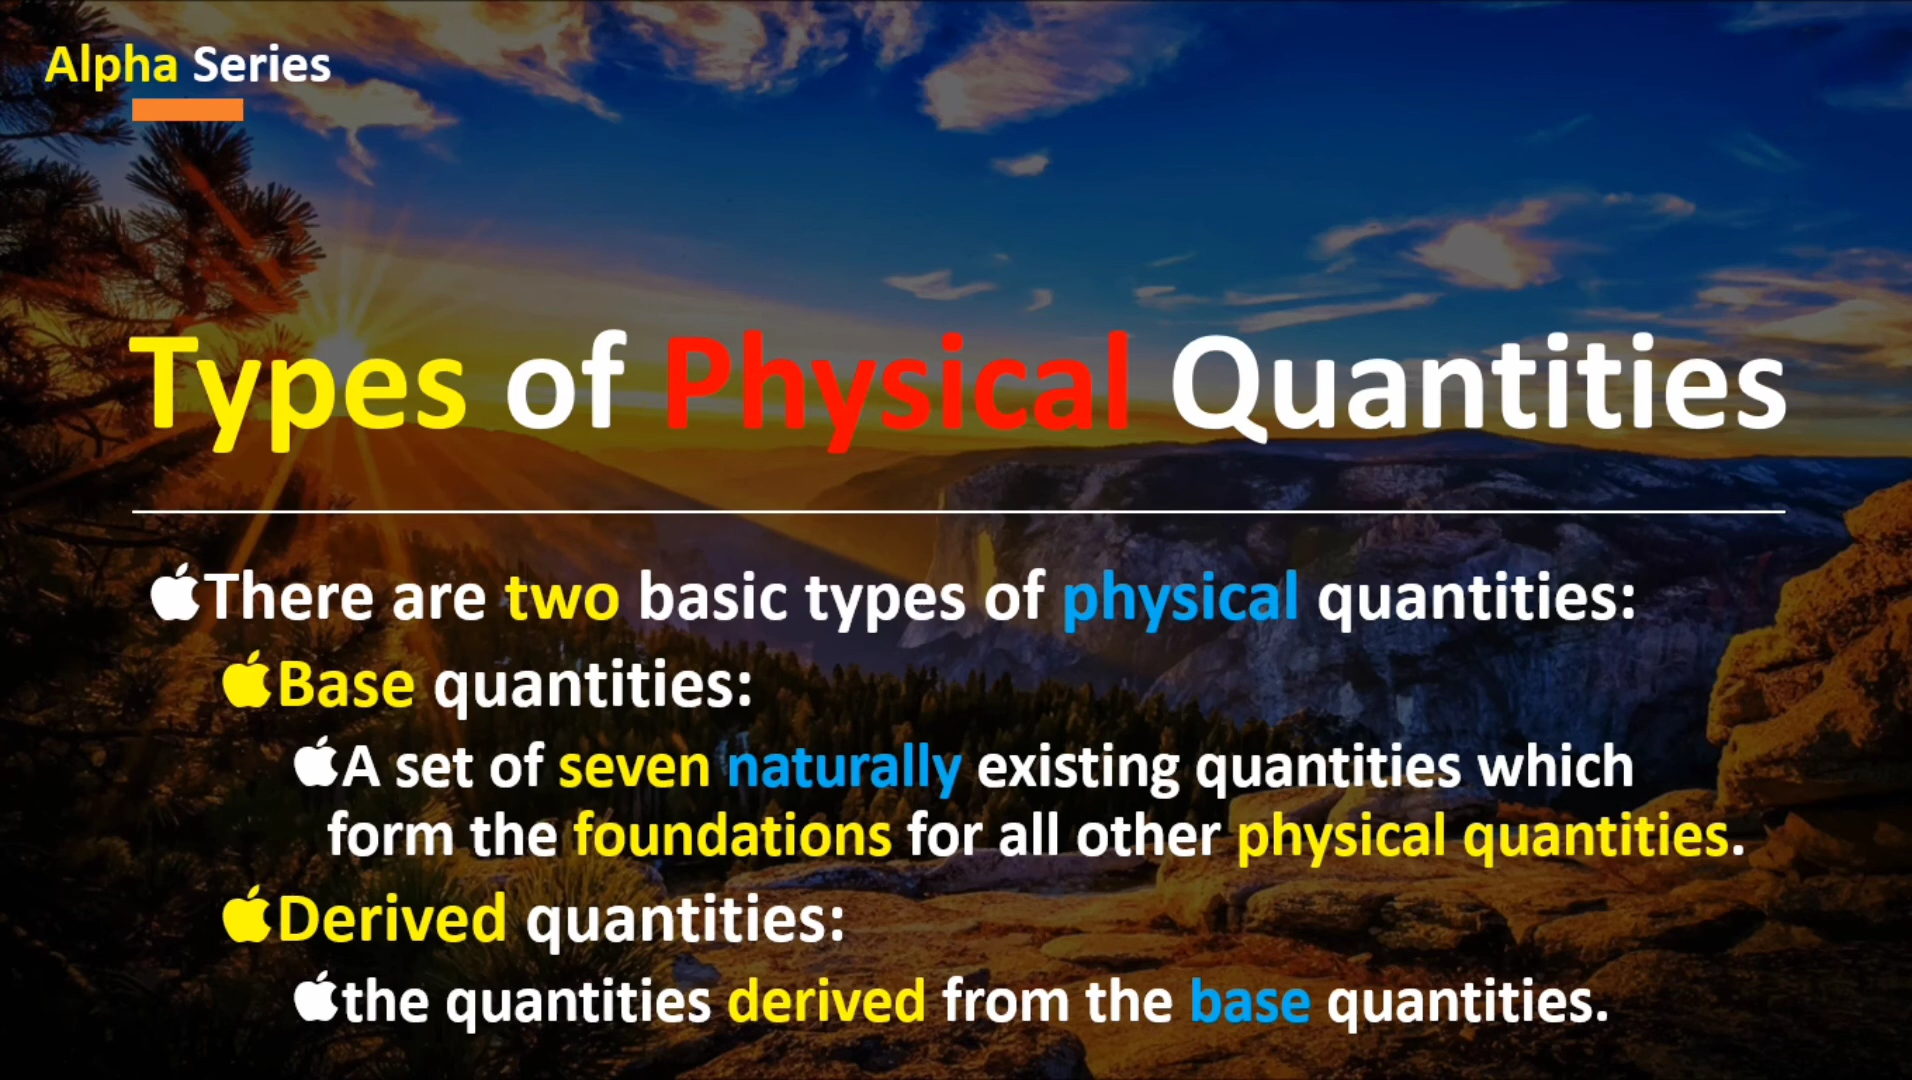 Alpha Series
Types of Physical Quantities
There are two basic types of physical quantities:
Base quantities:
A set of seven naturally existing quantities which
form the foundations for all other physical quantities.
Derived quantities:
the quantities derived from the base quantities.